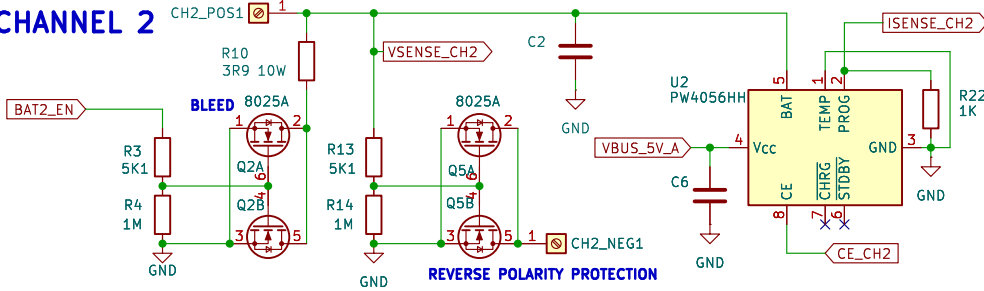 CHANNEL 2
CH2_POS1
1
ISENSE_CH2
R10
3R9 10W
VSENSE_CH2
C2
GND
U2
PW4056HH
5
1
2
BAT
TEMP
PROG
R22
1K
BAT2_EN
BLEED
8025A
1
2
8025A
1
2
VBUS_5V_A
4
Vcc
GND
3
GND
R3
5K1
Q2A
6
R13
5K1
Q5A
6
R4
1M
Q2B
4
3
5
R14
1M
Q5B
4
3
5
C6
GND
CE
CHRG
STDBY
8
7
6
GND
GND
1
CH2_NEG1
CE_CH2
REVERSE POLARITY PROTECTION